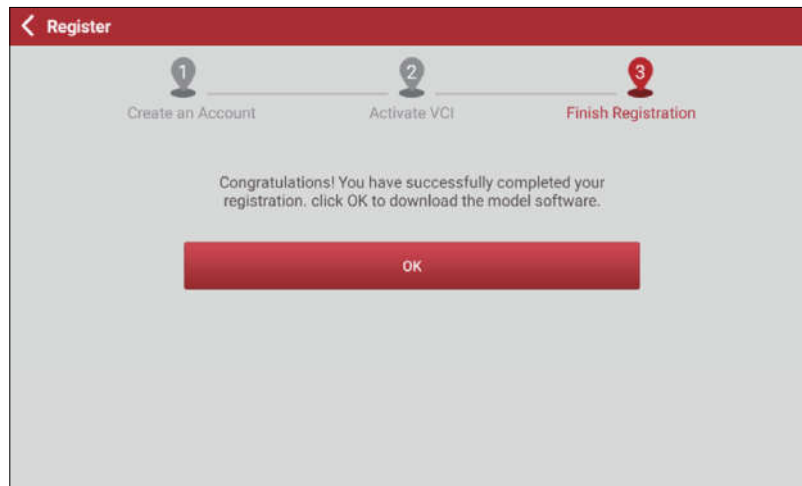 Register
1
2
3
Create an Account
Activate VCI
Finish Registration
Congratulations! You have successfully completed your
registration. click OK to download the model software.
OK